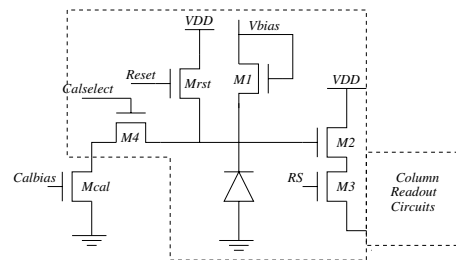 VDD
Vbias
Reset
Mrst
M1
Calselect
VDD
M4
M2
Calbias
Mcal
RS
M3
Column
Readout
Circuits